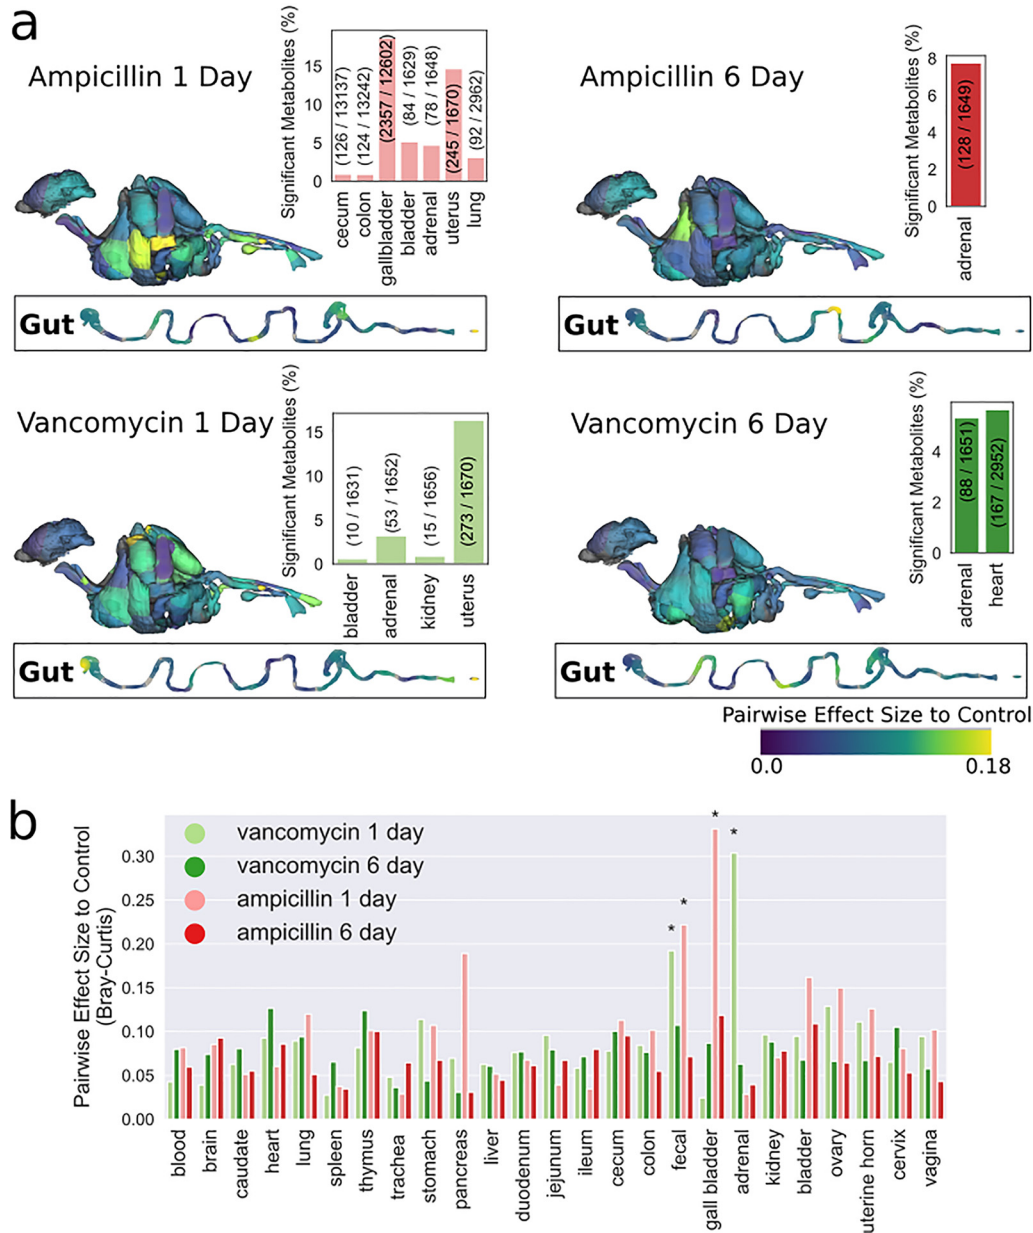 a
Ampicillin 1 Day
Significant Metabolites (%)
15
10
5
0
(126 / 13137)
(124 / 13242)
(2357 / 12602)
(84 / 1629)
(78 / 1648)
(245 / 1670)
(92 / 2962)
cecum
colon
gallbladder
bladder
adrenal
uterus
lung
Gut
Ampicillin 6 Day
Significant Metabolites (%)
8
6
4
2
0
(128 / 1649)
adrenal
Gut
Vancomycin 1 Day
Significant Metabolites (%)
15
10
5
0
(10 / 1631)
(53 / 1652)
(15 / 1656)
(273 / 1670)
bladder
adrenal
kidney
uterus
Gut
Vancomycin 6 Day
Significant Metabolites (%)
4
2
0
(88 / 1651)
(167 / 2952)
adrenal
heart
Gut
Pairwise Effect Size to Control
0.0
0.18
b
Pairwise Effect Size to Control
(Bray-Curtis)
0.30
0.25
0.20
0.15
0.10
0.05
0.00
vancomycin 1 day
vancomycin 6 day
ampicillin 1 day
ampicillin 6 day
*
*
*
*
blood
brain
caudate
heart
lung
spleen
thymus
trachea
stomach
pancreas
liver
duodenum
jejunum
ileum
cecum
colon
fecal
gall bladder
adrenal
kidney
bladder
ovary
uterine horn
cervix
vagina